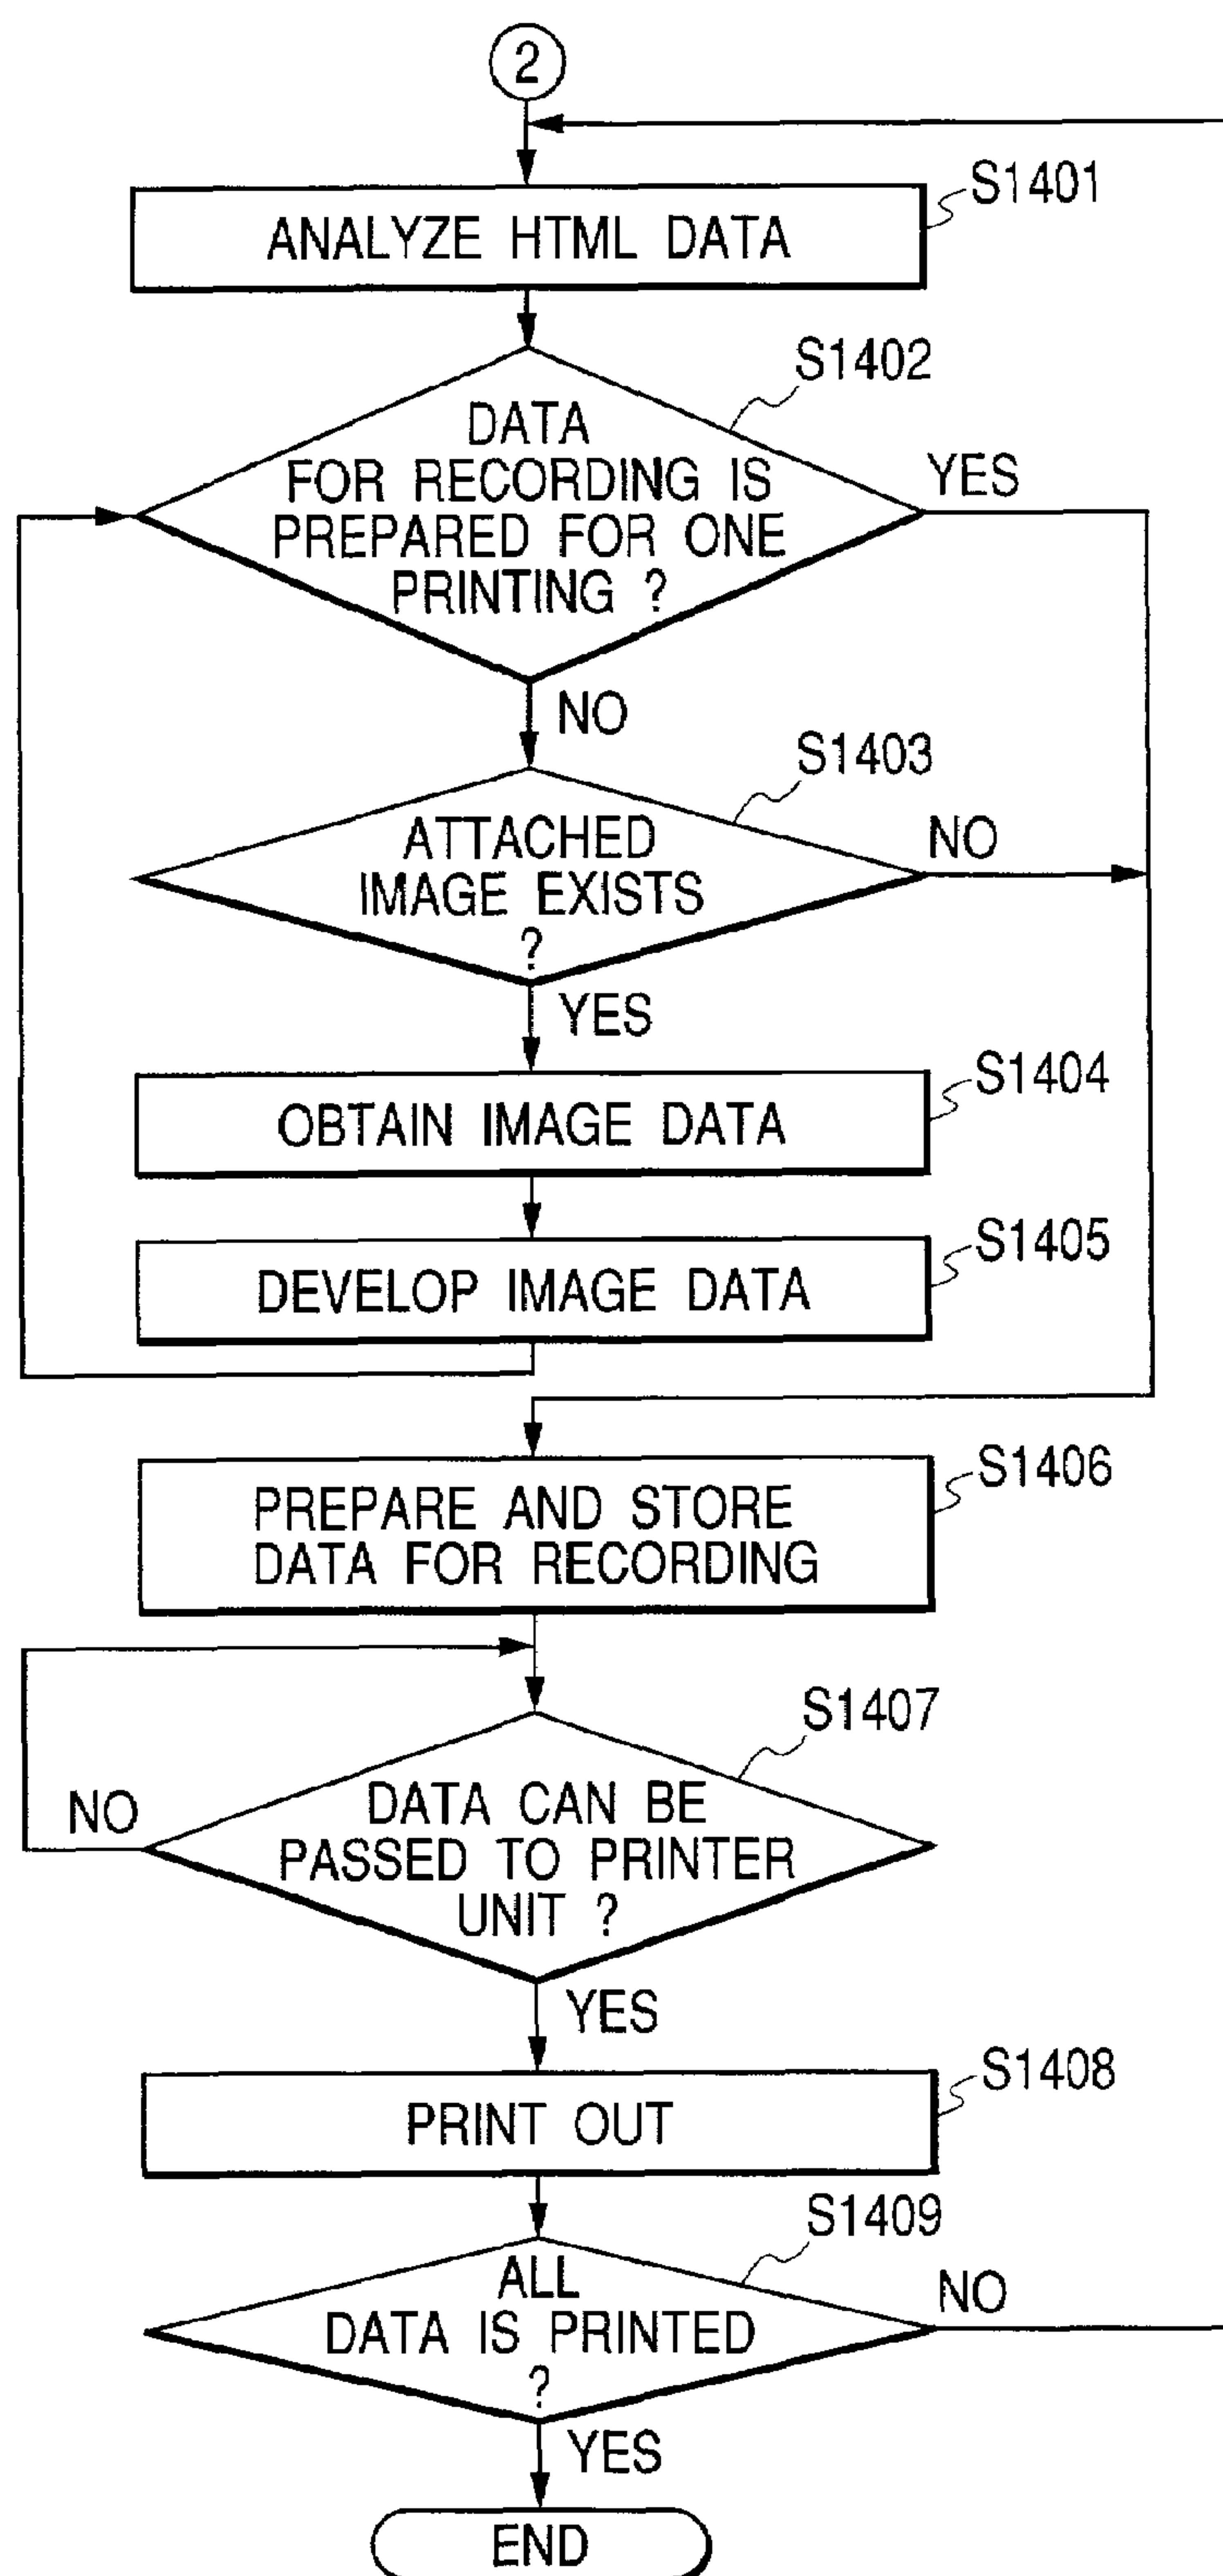 2
S1401
ANALYZE HTML DATA
S1402
DATA
FOR RECORDING IS
PREPARED FOR ONE
PRINTING ?
YES
NO
S1403
ATTACHED
IMAGE EXISTS
?
NO
YES
S1404
OBTAIN IMAGE DATA
S1405
DEVELOP IMAGE DATA
S1406
PREPARE AND STORE
DATA FOR RECORDING
S1407
DATA CAN BE
PASSED TO PRINTER
UNIT ?
NO
YES
S1408
PRINT OUT
S1409
ALL
DATA IS PRINTED
?
NO
YES
END